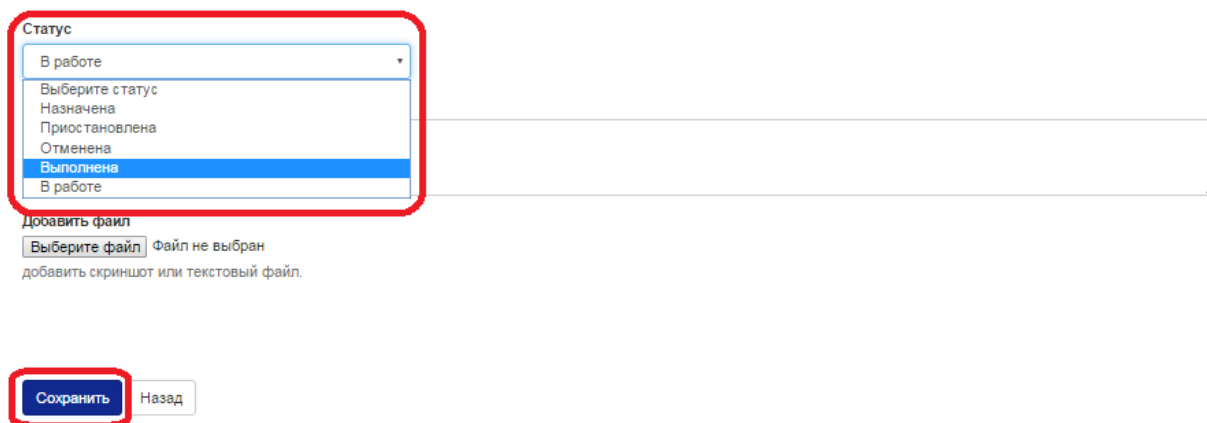 Статус
В работе
Выберите статус
Назначена
Приостановлена
Отменена
Выполнена
В работе
Добавить файл
Выберите файл Файл не выбран
добавить скриншот или текстовый файл.
Сохранить Назад